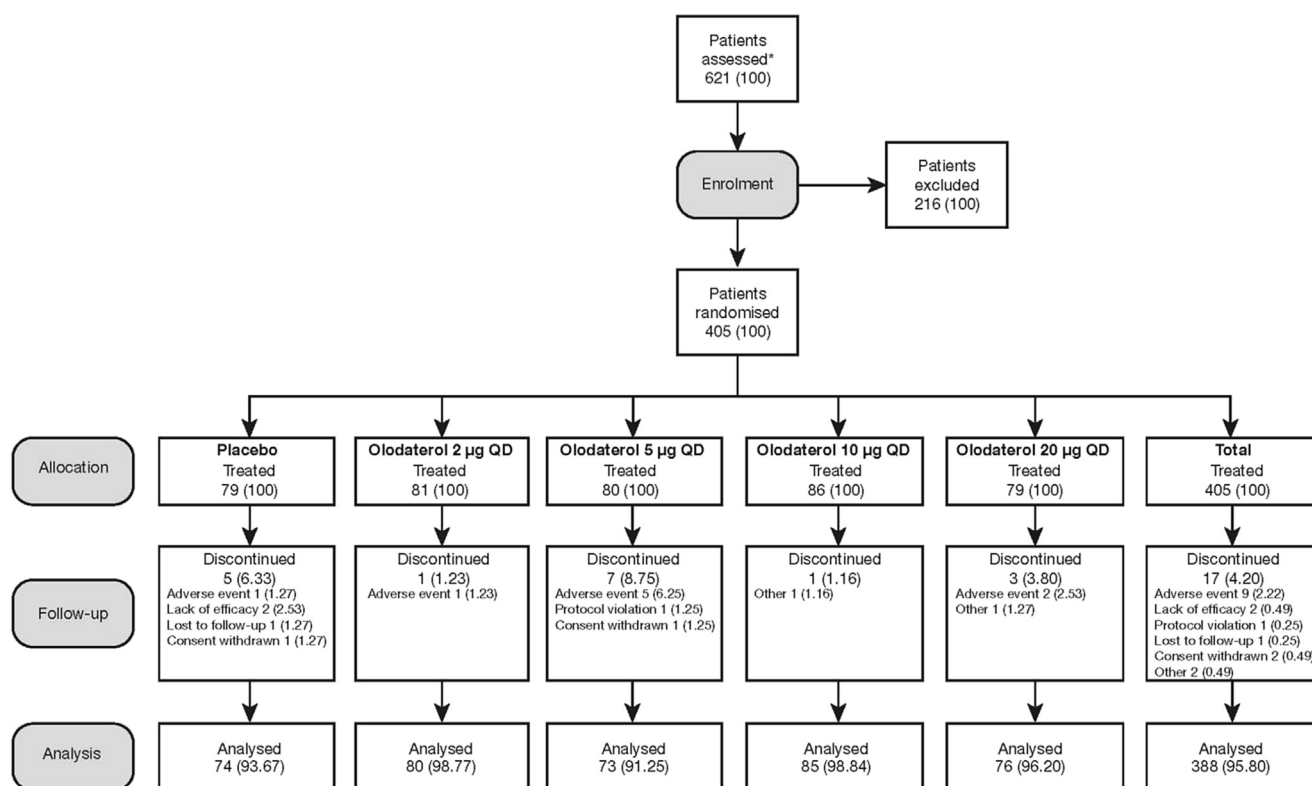 Patients
assessed*
621 (100)
Enrolment
Patients
excluded
216 (100)
Patients
randomised
405 (100)
Allocation
Placebo
Treated
79 (100)
Olodaterol 2 µg QD
Treated
81 (100)
Olodaterol 5 µg QD
Treated
80 (100)
Olodaterol 10 µg QD
Treated
86 (100)
Olodaterol 20 µg QD
Treated
79 (100)
Total
Treated
405 (100)
Follow-up
Discontinued
5 (6.33)
Adverse event 1 (1.27)
Lack of efficacy 2 (2.53)
Lost to follow-up 1 (1.27)
Consent withdrawn 1 (1.27)
Discontinued
1 (1.23)
Adverse event 1 (1.23)
Discontinued
7 (8.75)
Adverse event 5 (6.25)
Protocol violation 1 (1.25)
Consent withdrawn 1 (1.25)
Discontinued
1 (1.16)
Other 1 (1.16)
Discontinued
3 (3.80)
Adverse event 2 (2.53)
Other 1 (1.27)
Discontinued
17 (4.20)
Adverse event 9 (2.22)
Lack of efficacy 2 (0.49)
Protocol violation 1 (0.25)
Lost to follow-up 1 (0.25)
Consent withdrawn 2 (0.49)
Other 2 (0.49)
Analysis
Analysed
74 (93.67)
Analysed
80 (98.77)
Analysed
73 (91.25)
Analysed
85 (98.84)
Analysed
76 (96.20)
Analysed
388 (95.80)